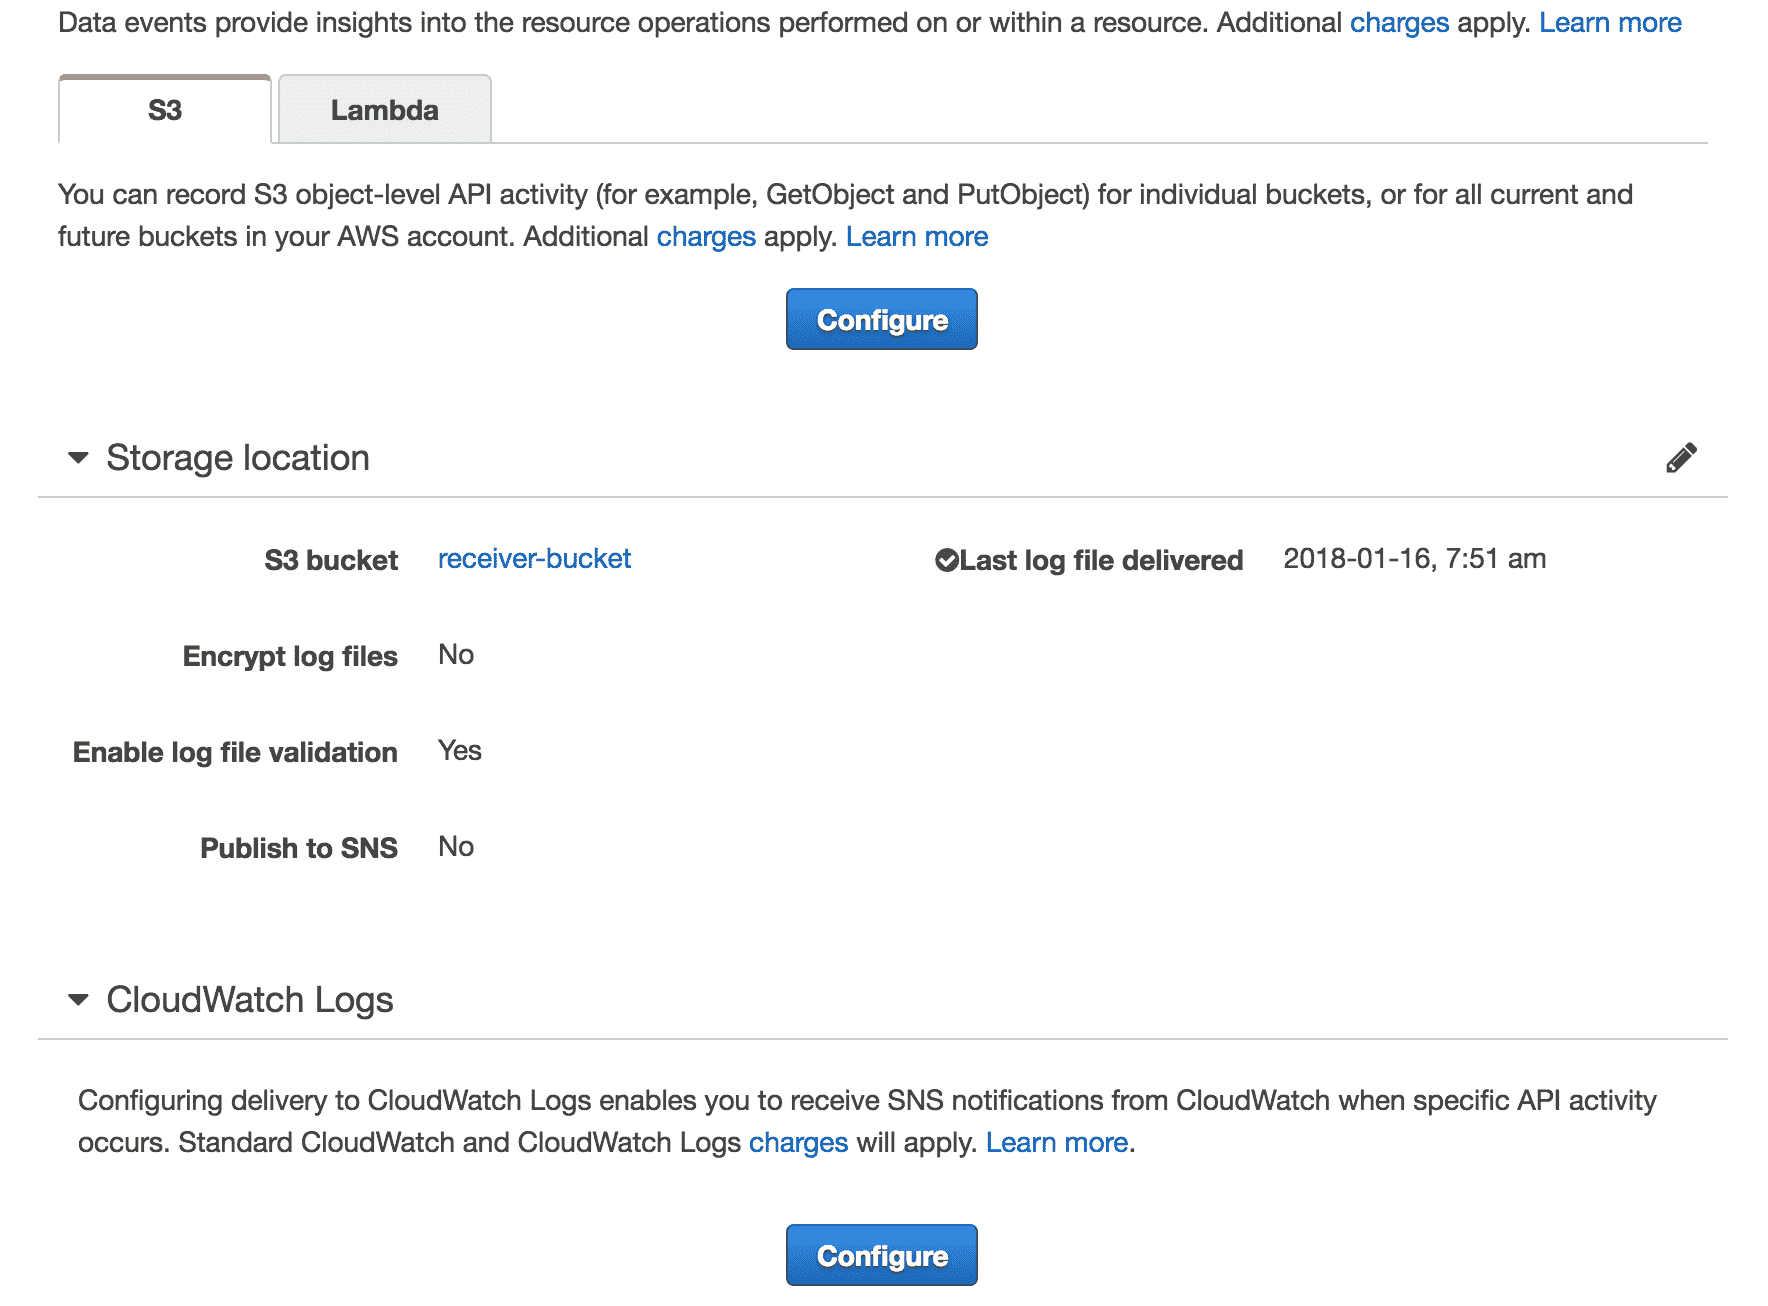 Data events provide insights into the resource operations performed on or within a resource. Additional charges apply. Learn more
S3 Lambda
You can record S3 object-level API activity (for example, GetObject and PutObject) for individual buckets, or for all current and
future buckets in your AWS account. Additional charges apply. Learn more
Configure
Storage location
S3 bucket receiver-bucket Last log file delivered 2018-01-16, 7:51 am
Encrypt log files No
Enable log file validation Yes
Publish to SNS No
CloudWatch Logs
Configuring delivery to CloudWatch Logs enables you to receive SNS notifications from CloudWatch when specific API activity
occurs. Standard CloudWatch and CloudWatch Logs charges will apply. Learn more.
Configure